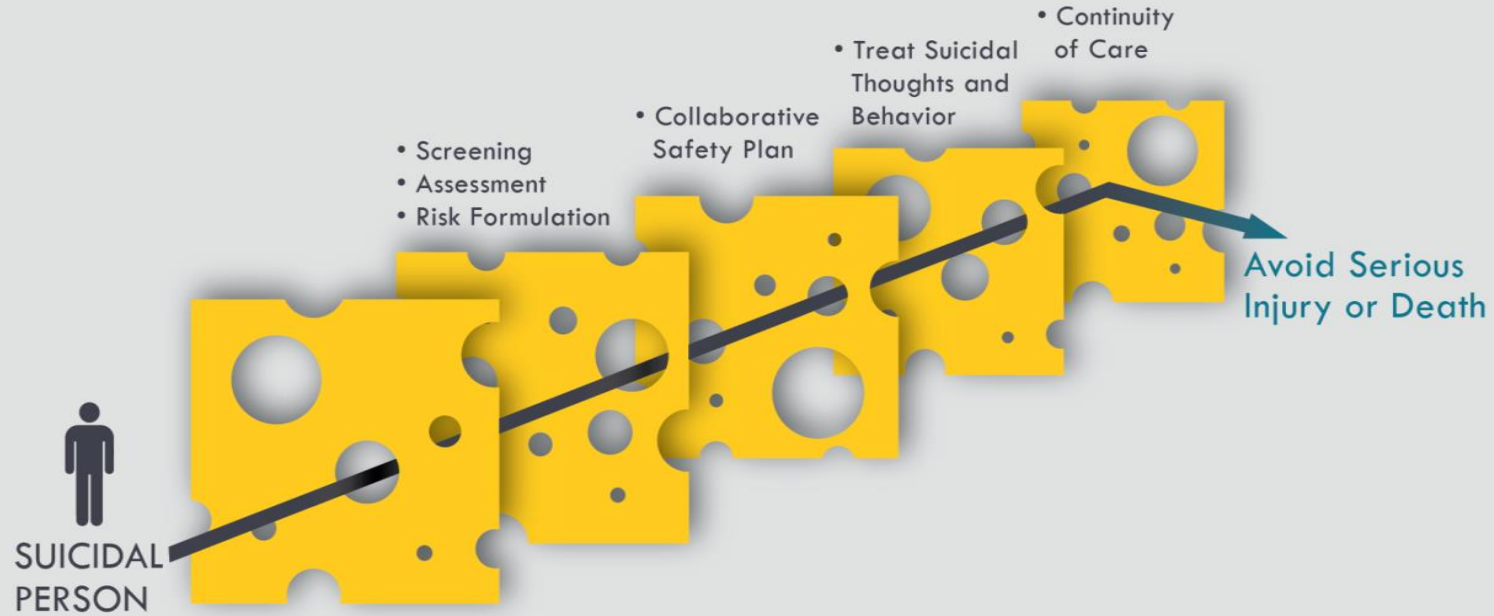 • Continuity
of Care
• Treat Suicidal
Thoughts and
Behavior
• Collaborative
Safety Plan
• Screening
• Assessment
• Risk Formulation
Avoid Serious
Injury or Death
SUICIDAL
PERSON